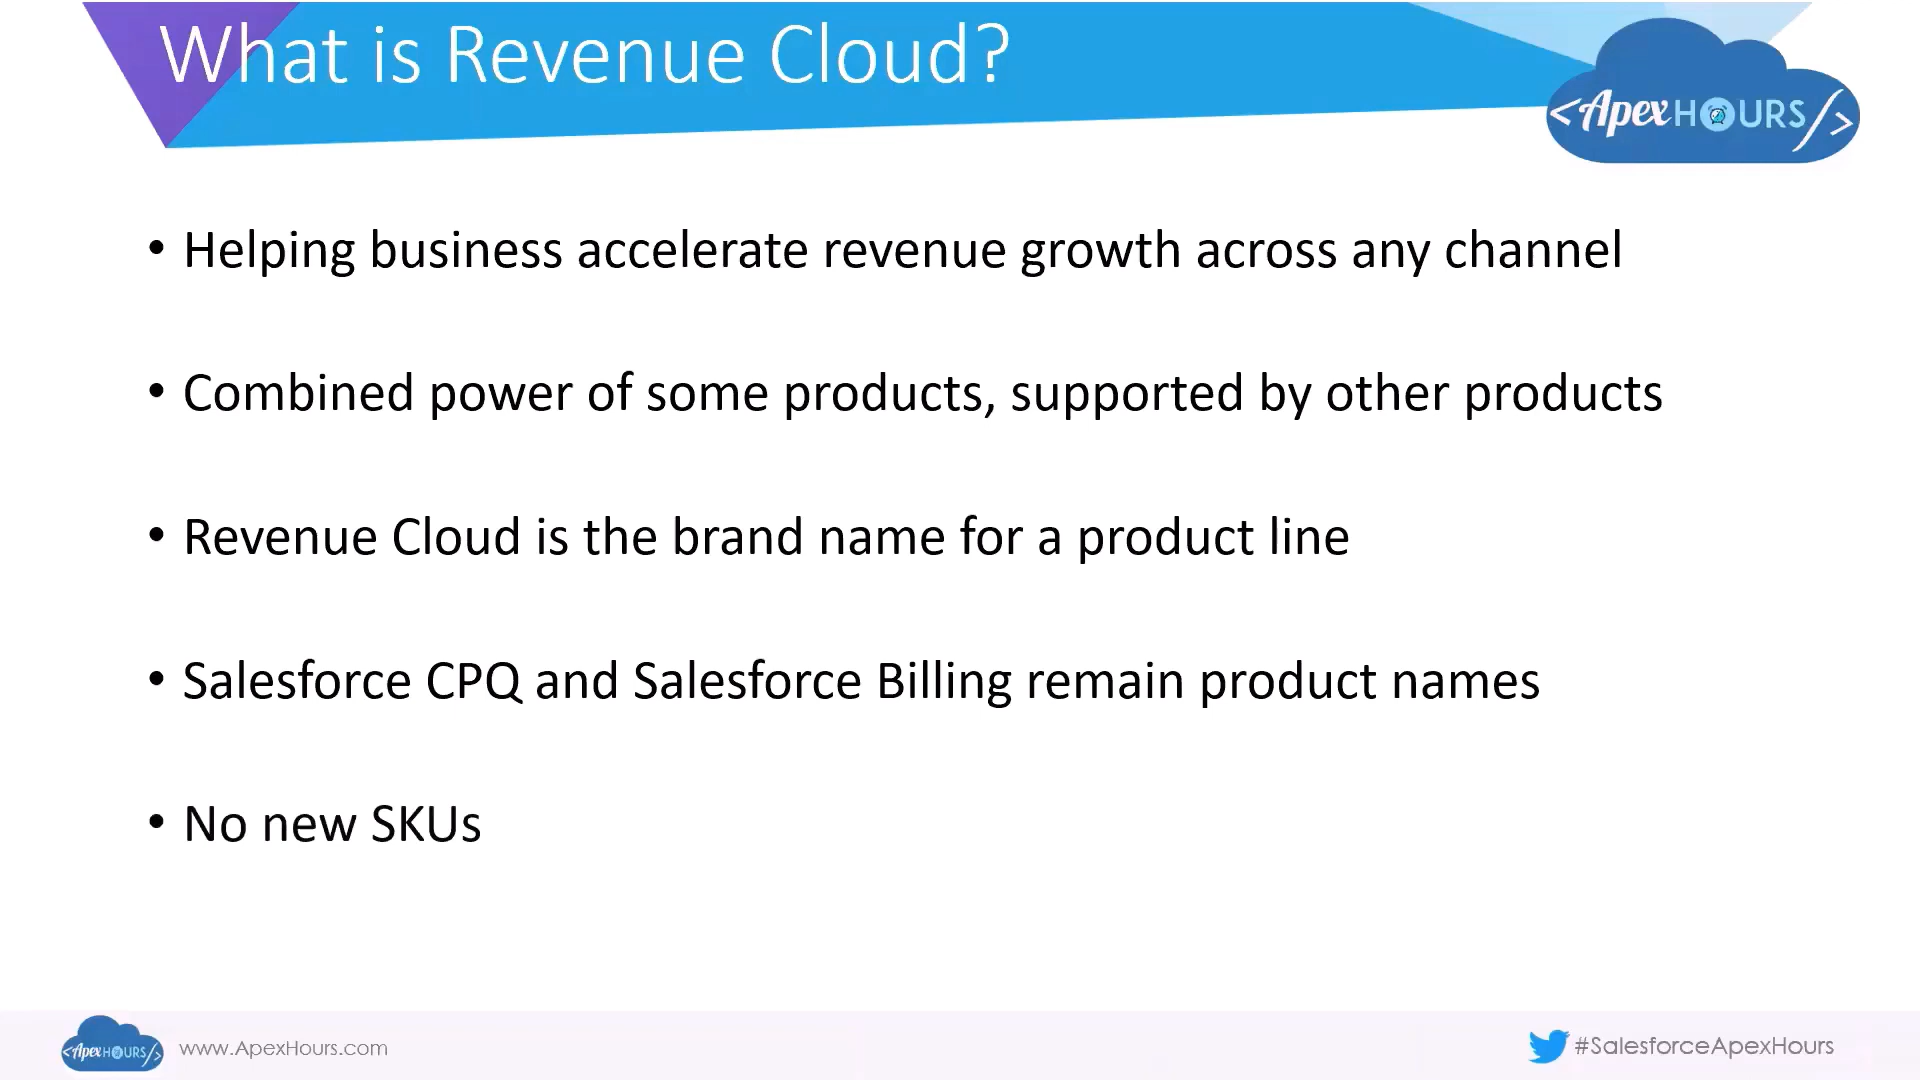 What is Revenue Cloud?
<ApexHOURS/>
• Helping business accelerate revenue growth across any channel
• Combined power of some products, supported by other products
• Revenue Cloud is the brand name for a product line
• Salesforce CPQ and Salesforce Billing remain product names
• No new SKUs
<ApexHOURS/>
www.ApexHours.com
#SalesforceApexHours